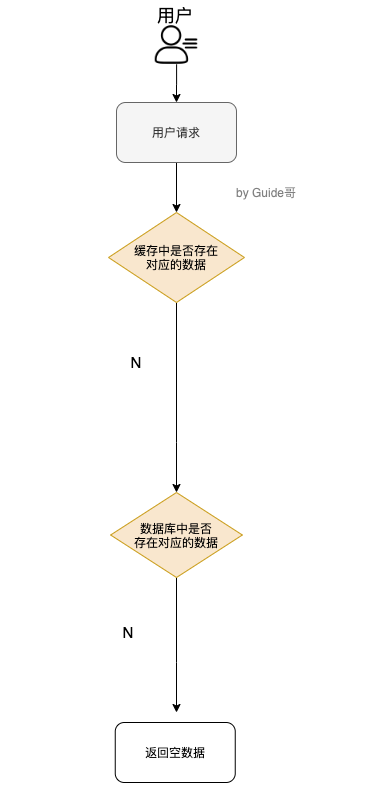 用户
用户请求
by Guide哥
缓存中是否存在
对应的数据
N
数据库中是否
存在对应的数据
N
返回空数据